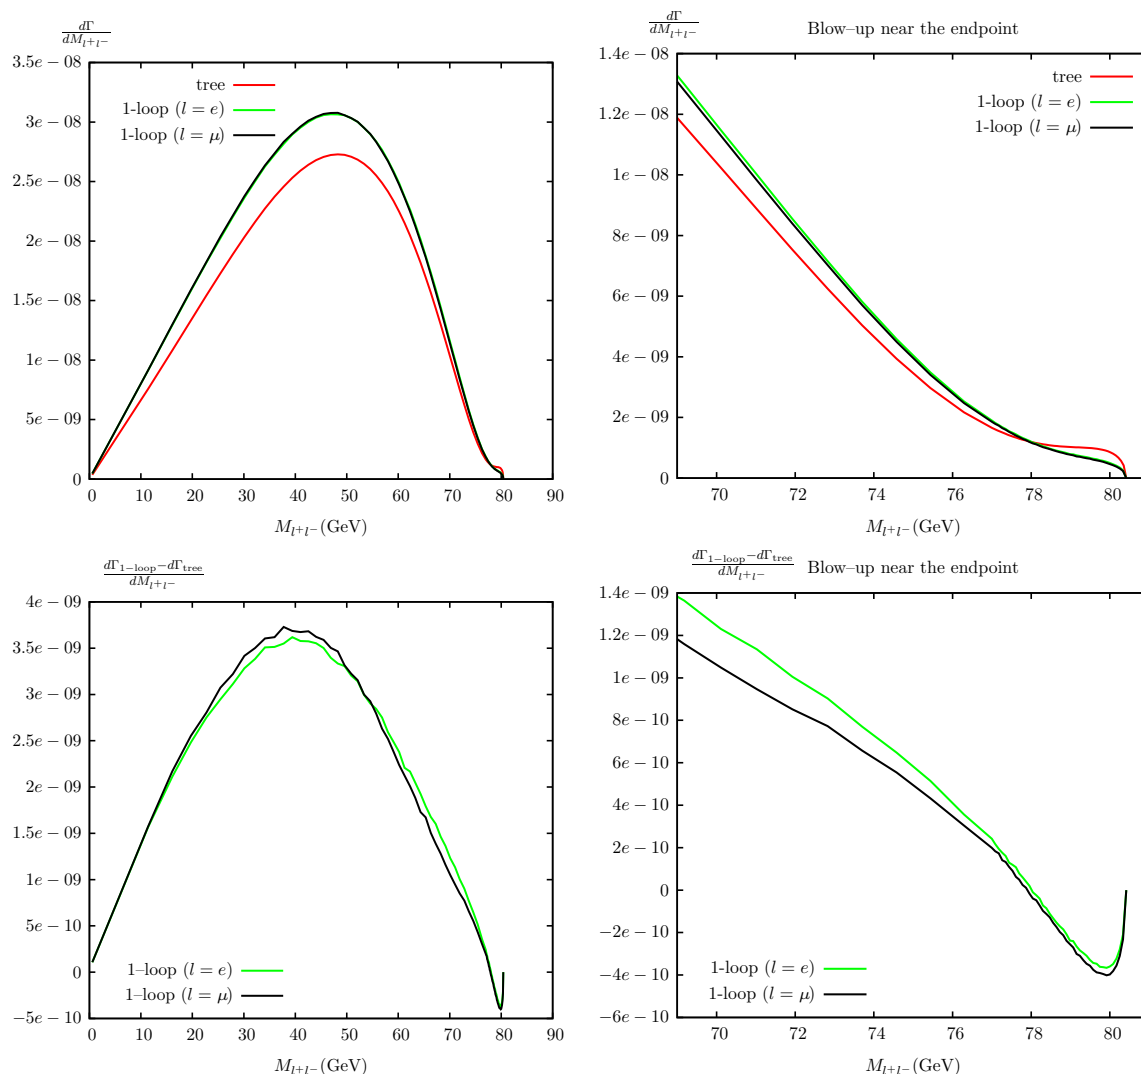 dΓ/dM_{l+l−}
3.5e − 08
3e − 08
2.5e − 08
2e − 08
1.5e − 08
1e − 08
5e − 09
0
tree
1-loop (l = e)
1-loop (l = μ)
0 10 20 30 40 50 60 70 80 90
M_{l+l−}(GeV)
dΓ/dM_{l+l−} Blow–up near the endpoint
1.4e − 08
1.2e − 08
1e − 08
8e − 09
6e − 09
4e − 09
2e − 09
0
tree
1-loop (l = e)
1-loop (l = μ)
70 72 74 76 78 80
M_{l+l−}(GeV)
dΓ_{1−loop}−dΓ_{tree}/dM_{l+l−}
4e − 09
3.5e − 09
3e − 09
2.5e − 09
2e − 09
1.5e − 09
1e − 09
5e − 10
0
−5e − 10
1–loop (l = e)
1–loop (l = μ)
0 10 20 30 40 50 60 70 80 90
M_{l+l−}(GeV)
dΓ_{1−loop}−dΓ_{tree}/dM_{l+l−} Blow–up near the endpoint
1.4e − 09
1.2e − 09
1e − 09
8e − 10
6e − 10
4e − 10
2e − 10
0
−2e − 10
−4e − 10
−6e − 10
1-loop (l = e)
1-loop (l = μ)
70 72 74 76 78 80
M_{l+l−}(GeV)